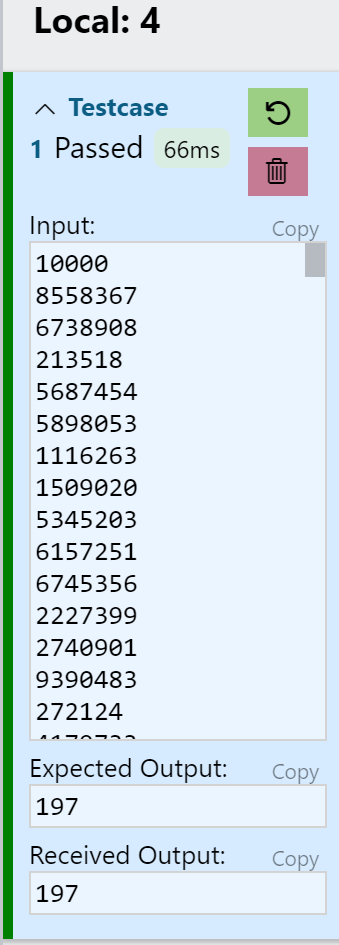 Local: 4
Testcase
1 Passed 66ms
Input: Copy
10000
8558367
6738908
213518
5687454
5898053
1116263
1509020
5345203
6157251
6745356
2227399
2740901
9390483
272124
Expected Output: Copy
197
Received Output: Copy
197